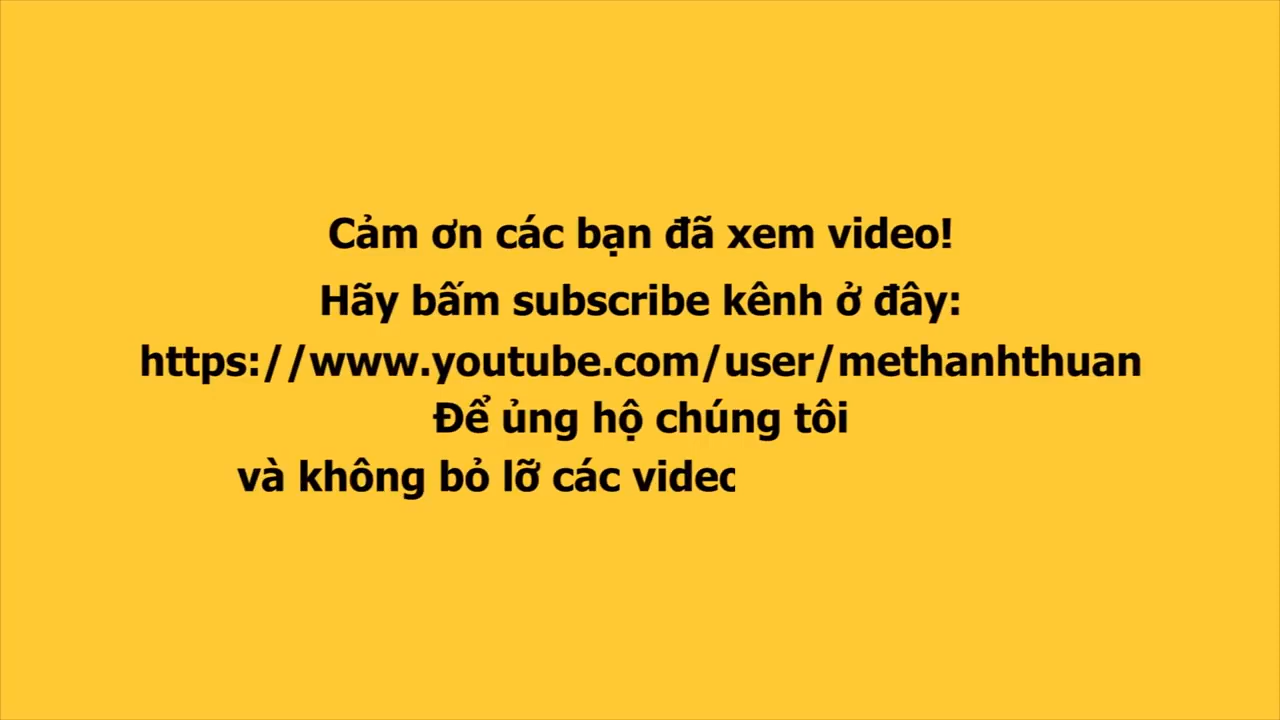 Cảm ơn các bạn đã xem video!
Hãy bấm subscribe kênh ở đây:
https://www.youtube.com/user/methanhthuan
Để ủng hộ chúng tôi
và không bỏ lỡ các video